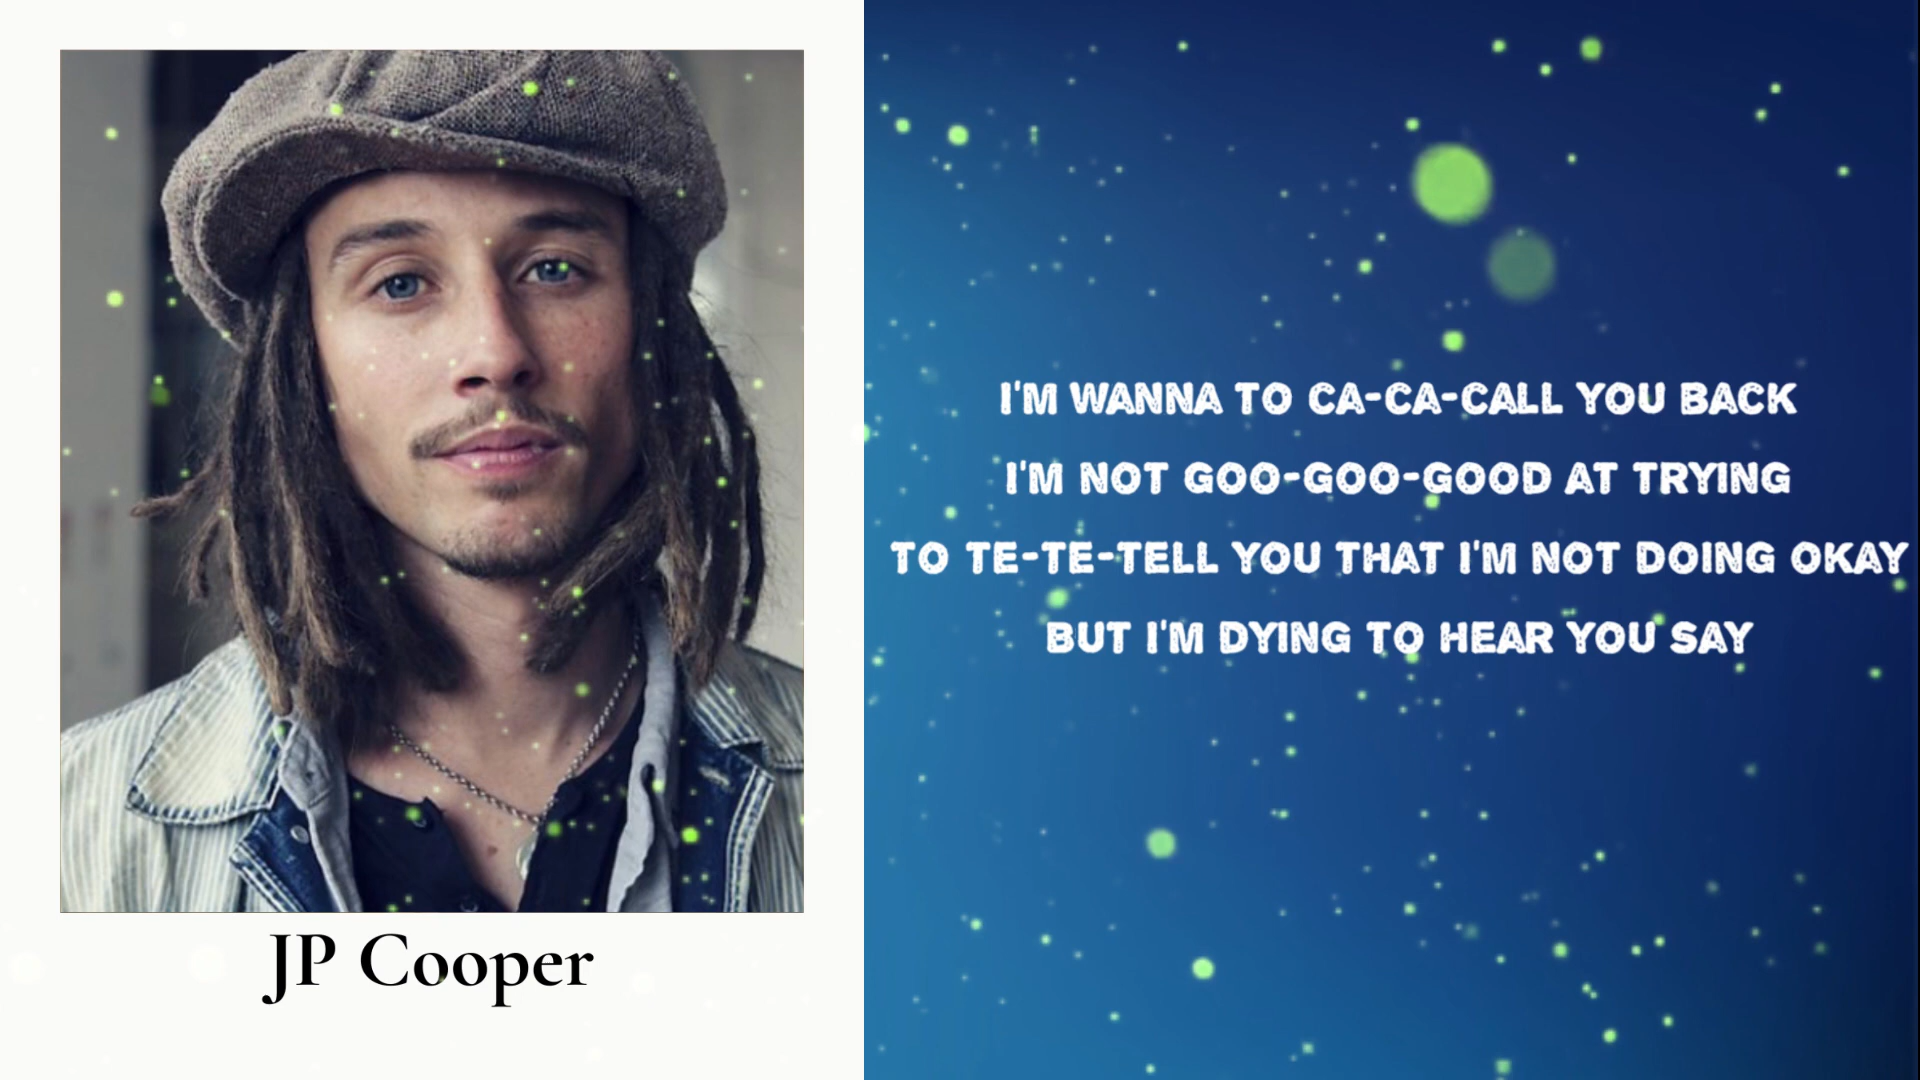 JP Cooper
I'M WANNA TO CA-CA-CALL YOU BACK
I'M NOT GOO-GOO-GOOD AT TRYING
TO TE-TE-TELL YOU THAT I'M NOT DOING OKAY
BUT I'M DYING TO HEAR YOU SAY